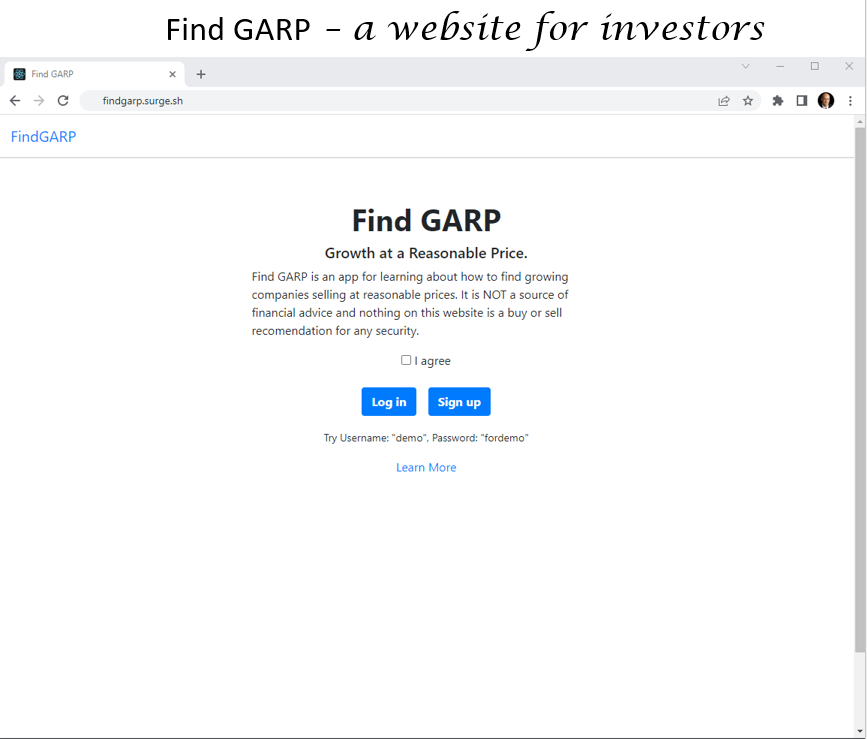 Find GARP – a website for investors
Find GARP
findgarp.surge.sh
FindGARP
Find GARP
Growth at a Reasonable Price.
Find GARP is an app for learning about how to find growing
companies selling at reasonable prices. It is NOT a source of
financial advice and nothing on this website is a buy or sell
recomendation for any security.
I agree
Log in Sign up
Try Username: "demo", Password: "fordemo"
Learn More